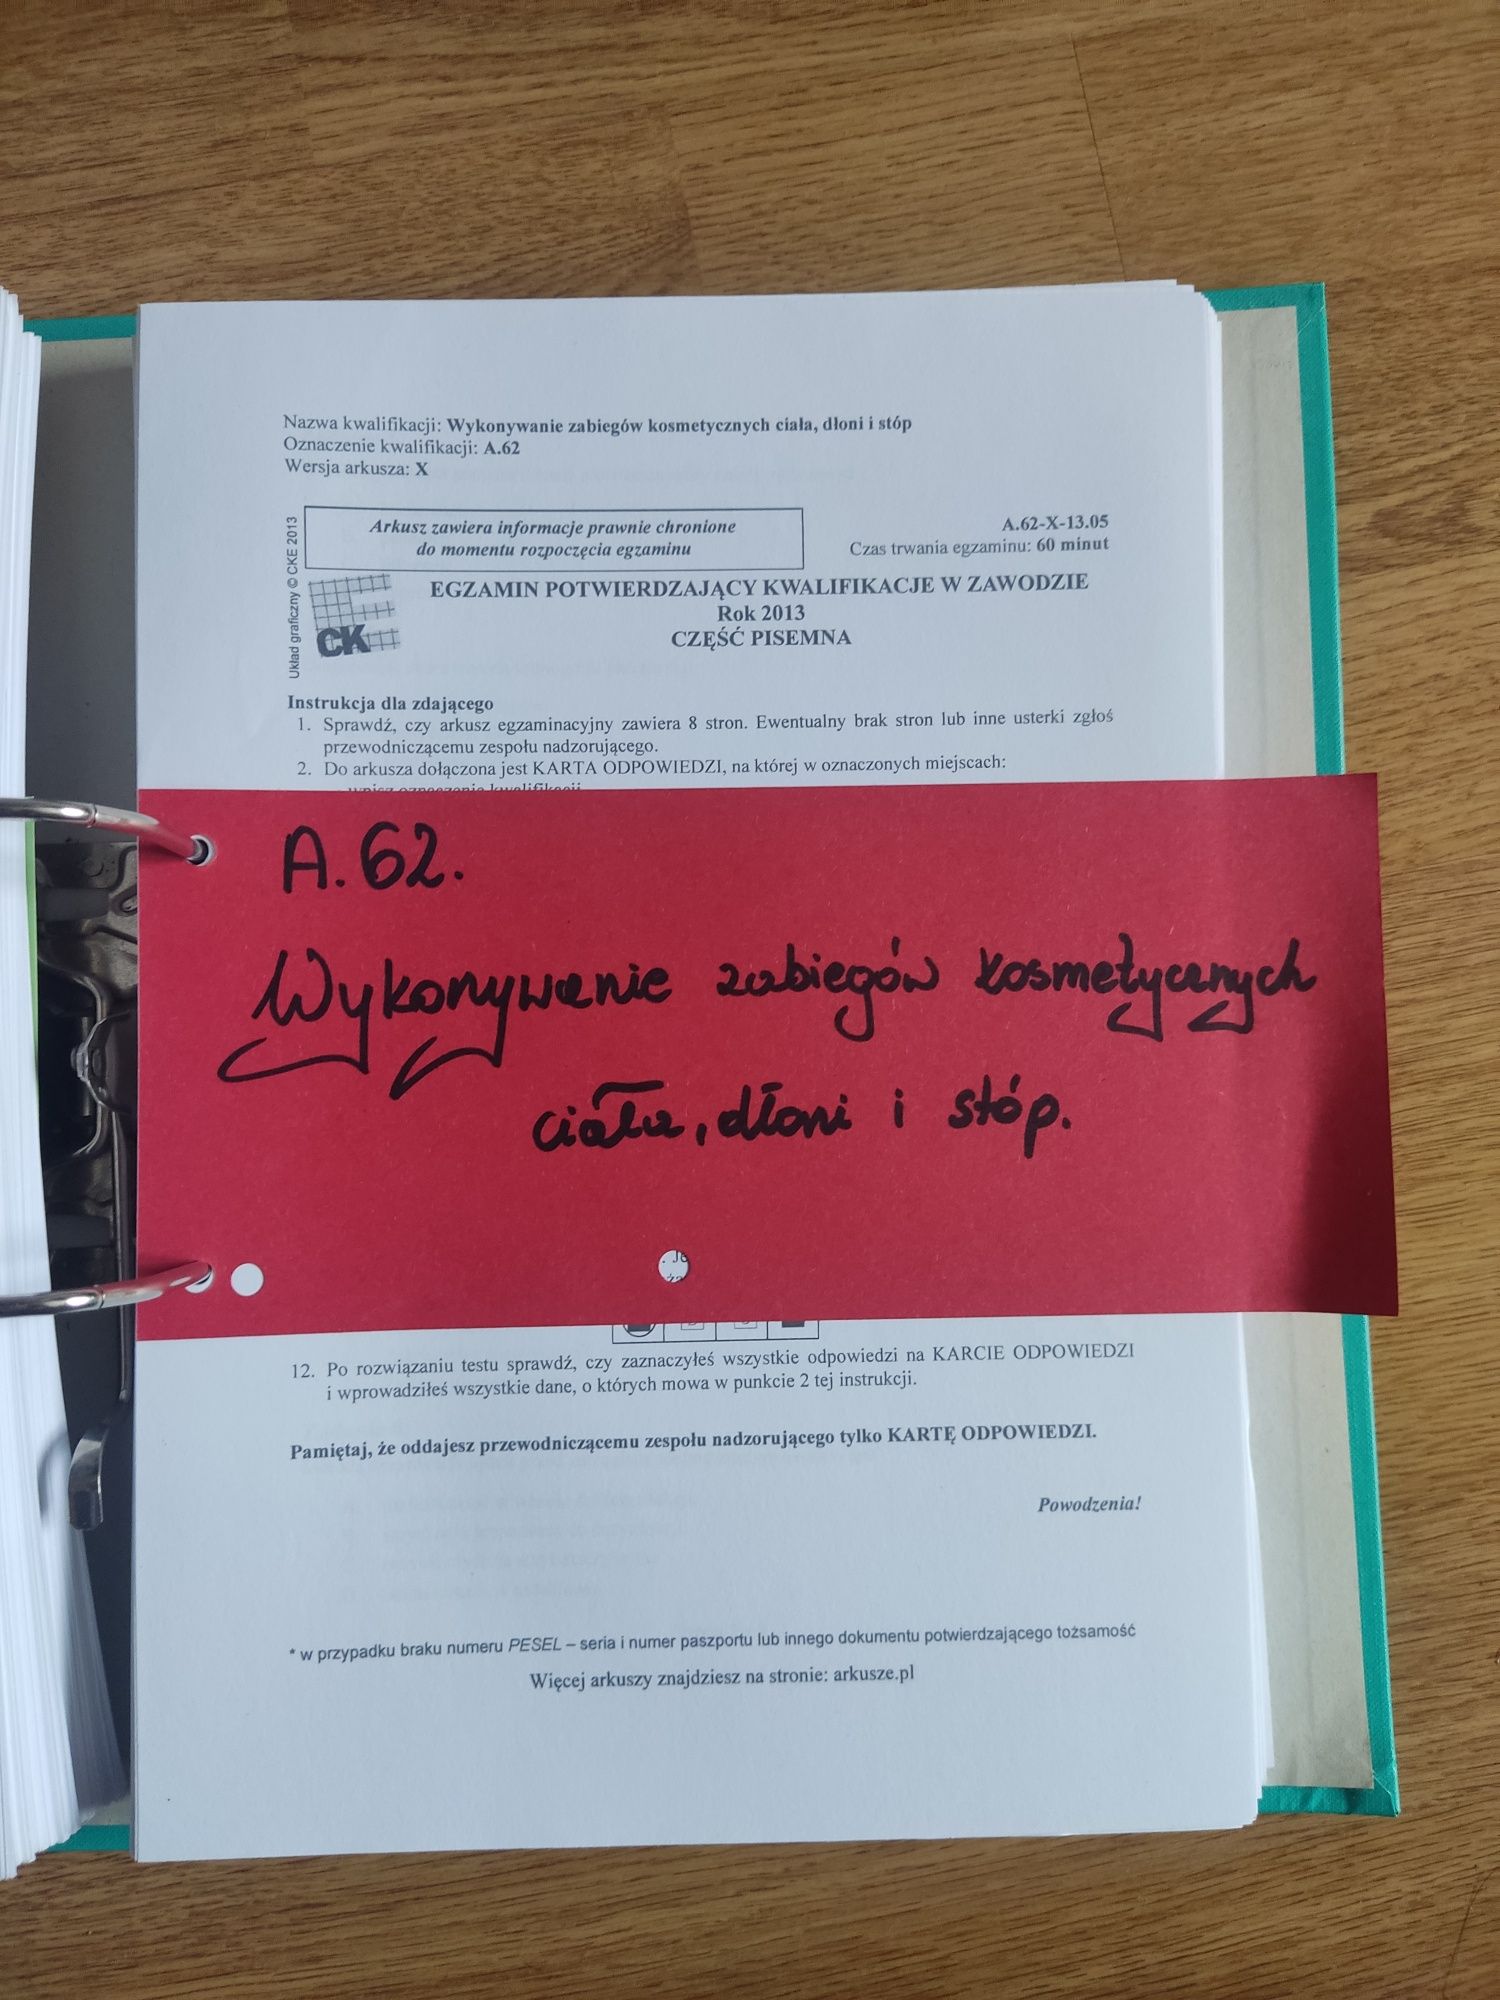 Nazwa kwalifikacji: Wykonywanie zabiegów kosmetycznych ciała, dłoni i stóp
Oznaczenie kwalifikacji: A.62
Wersja arkusza: X
Układ graficzny © CKE 2013
Arkusz zawiera informacje prawnie chronione
do momentu rozpoczęcia egzaminu
A.62-X-13.05
Czas trwania egzaminu: 60 minut
CKE
EGZAMIN POTWIERDZAJĄCY KWALIFIKACJE W ZAWODZIE
Rok 2013
CZĘŚĆ PISEMNA
Instrukcja dla zdającego
1. Sprawdź, czy arkusz egzaminacyjny zawiera 8 stron. Ewentualny brak stron lub inne usterki zgłoś
przewodniczącemu zespołu nadzorującego.
2. Do arkusza dołączona jest KARTA ODPOWIEDZI, na której w oznaczonych miejscach:
wpisz oznaczenie kwalifikacji
A.62.
Wykonywanie zabiegów kosmetycznych
ciała, dłoni i stóp.
12. Po rozwiązaniu testu sprawdź, czy zaznaczyłeś wszystkie odpowiedzi na KARCIE ODPOWIEDZI
i wprowadziłeś wszystkie dane, o których mowa w punkcie 2 tej instrukcji.
Pamiętaj, że oddajesz przewodniczącemu zespołu nadzorującego tylko KARTĘ ODPOWIEDZI.
Powodzenia!
* w przypadku braku numeru PESEL – seria i numer paszportu lub innego dokumentu potwierdzającego tożsamość
Więcej arkuszy znajdziesz na stronie: arkusze.pl